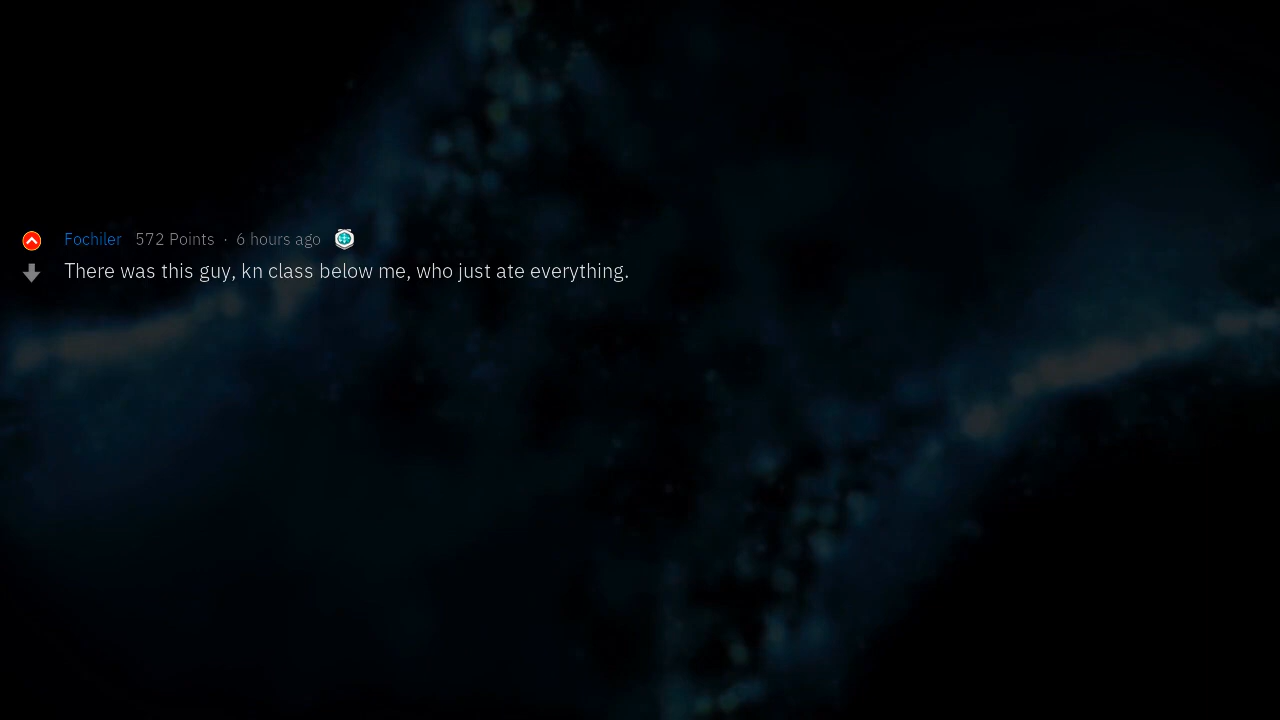 Fochiler 572 Points · 6 hours ago
There was this guy, kn class below me, who just ate everything.